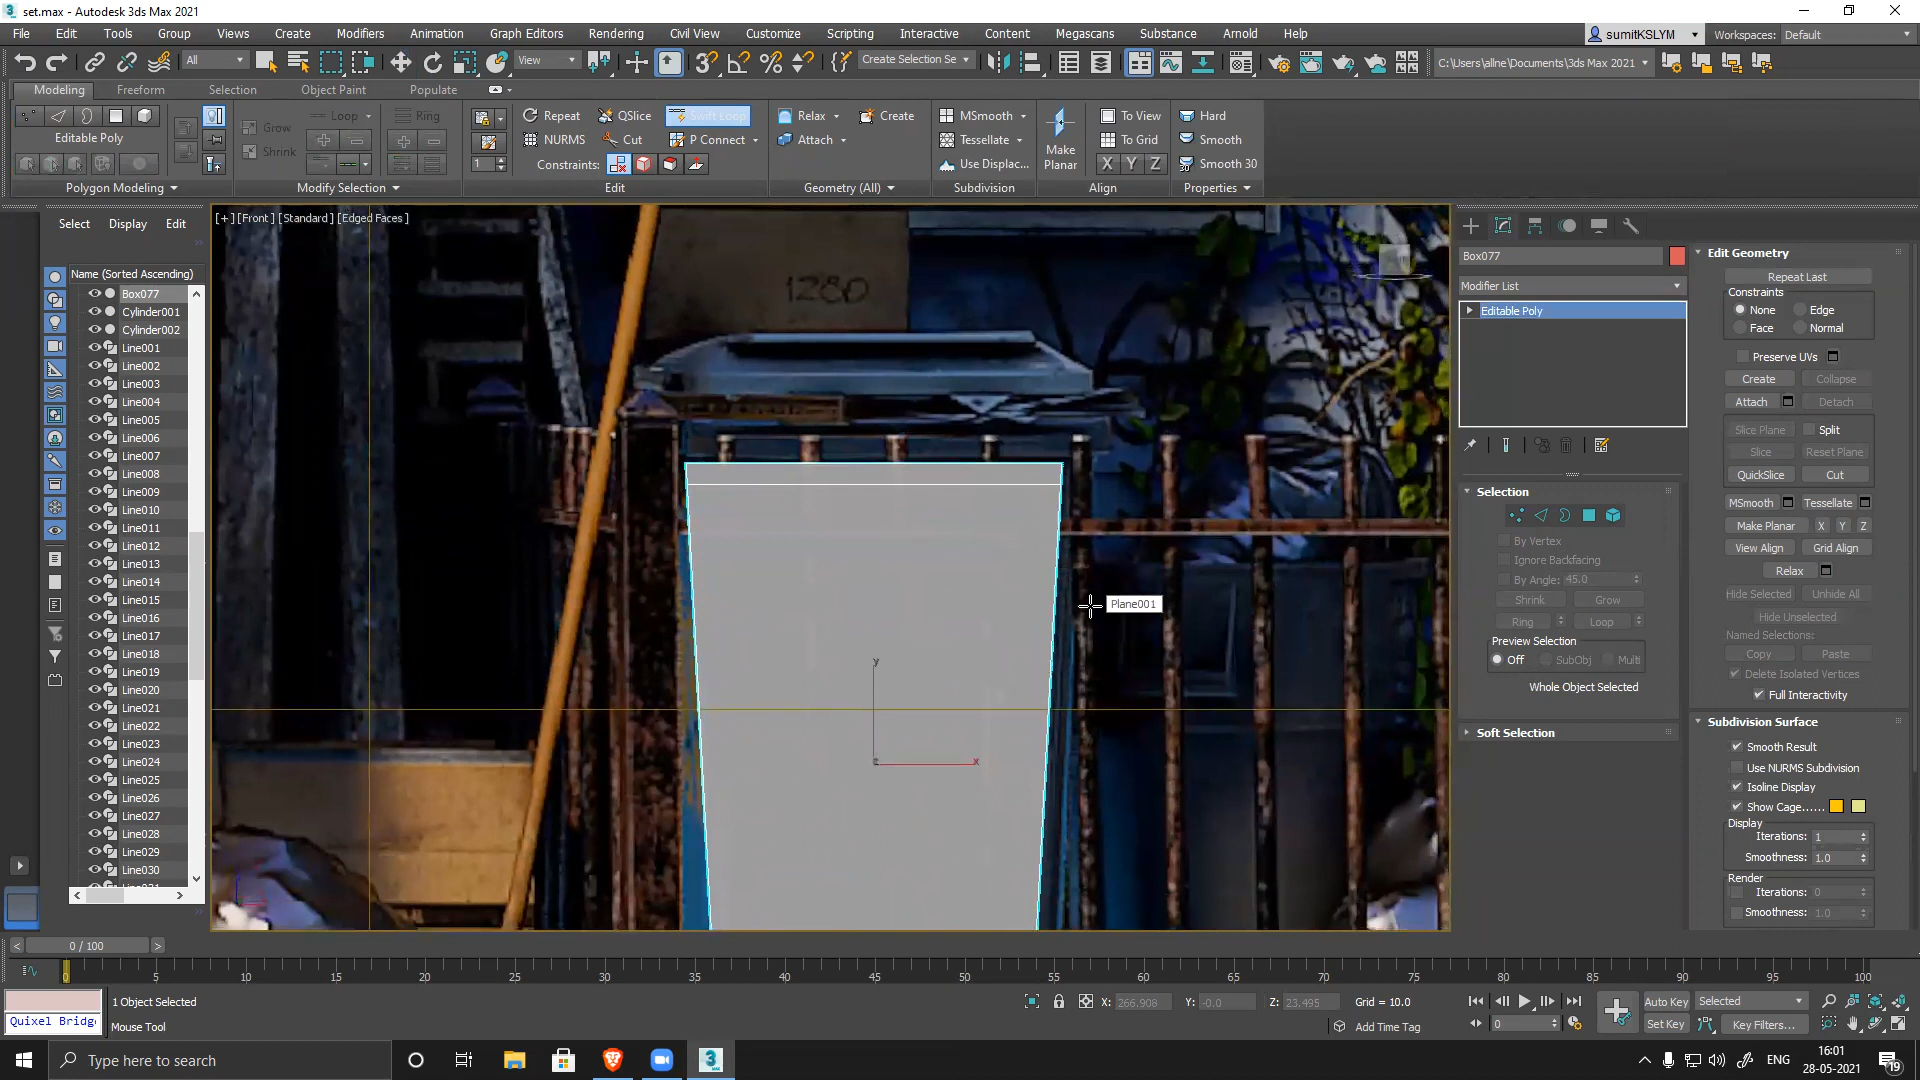 set.max - Autodesk 3ds Max 2021
File Edit Tools Group Views Create Modifiers Animation Graph Editors Rendering Civil View Customize Scripting Interactive Content Megascans Substance Arnold Help
sumitKSLYM Workspaces: Default
All View Create Selection Se C:\Users\allne\Documents\3ds Max 2021
Modeling Freeform Selection Object Paint Populate
Editable Poly
Loop Ring
Grow
Shrink
Repeat QSlice Swift Loop
NURMS Cut P Connect
1 Constraints:
Relax Create
Attach
MSmooth
Tessellate
Use Displac...
Make Planar
To View
To Grid
X Y Z
Hard
Smooth
Smooth 30
Polygon Modeling Modify Selection Edit Geometry (All) Subdivision Align Properties
Select Display Edit
Name (Sorted Ascending)
Box077
Cylinder001
Cylinder002
Line001
Line002
Line003
Line004
Line005
Line006
Line007
Line008
Line009
Line010
Line011
Line012
Line013
Line014
Line015
Line016
Line017
Line018
Line019
Line020
Line021
Line022
Line023
Line024
Line025
Line026
Line027
Line028
Line029
Line030
[+] [Front] [Standard] [Edged Faces]
1280
Plane001
y
z x
Box077
Modifier List
Editable Poly
Selection
By Vertex
Ignore Backfacing
By Angle: 45.0
Shrink Grow
Ring Loop
Preview Selection
Off SubObj Multi
Whole Object Selected
Soft Selection
Edit Geometry
Repeat Last
Constraints
None Edge
Face Normal
Preserve UVs
Create Collapse
Attach Detach
Slice Plane Split
Slice Reset Plane
QuickSlice Cut
MSmooth Tessellate
Make Planar X Y Z
View Align Grid Align
Relax
Hide Selected Unhide All
Hide Unselected
Named Selections:
Copy Paste
Delete Isolated Vertices
Full Interactivity
Subdivision Surface
Smooth Result
Use NURMS Subdivision
Isoline Display
Show Cage......
Display
Iterations: 1
Smoothness: 1.0
Render
Iterations: 0
Smoothness: 1.0
0 / 100
0 5 10 15 20 25 30 35 40 45 50 55 60 65 70 75 80 85 90 95 100
1 Object Selected
X: 266.908 Y: -0.0 Z: 23.495 Grid = 10.0
Auto Key Selected
Quixel Bridg
Mouse Tool
Add Time Tag
0 Set Key Key Filters...
Type here to search
ENG
16:01
28-05-2021
19